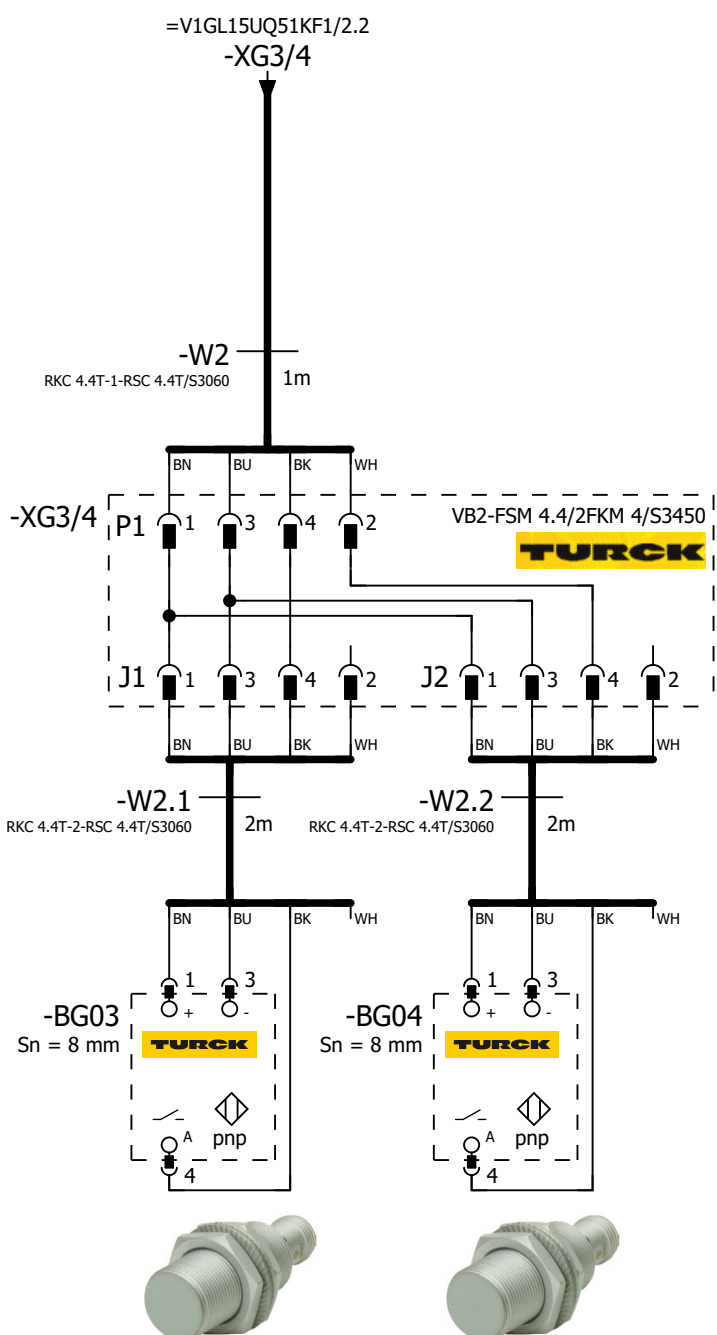 =V1GL15UQ51KF1/2.2
-XG3/4
-W2
RKC 4.4T-1-RSC 4.4T/S3060
1m
BN BU BK WH
-XG3/4
P1 1 3 4 2
VB2-FSM 4.4/2FKM 4/S3450
TURCK
J1 1 3 4 2
J2 1 3 4 2
BN BU BK WH
BN BU BK WH
-W2.1
RKC 4.4T-2-RSC 4.4T/S3060
2m
-W2.2
RKC 4.4T-2-RSC 4.4T/S3060
2m
BN BU BK WH
BN BU BK WH
1 3
-BG03
+ -
Sn = 8 mm
TURCK
A pnp
4
1 3
-BG04
+ -
Sn = 8 mm
TURCK
A pnp
4